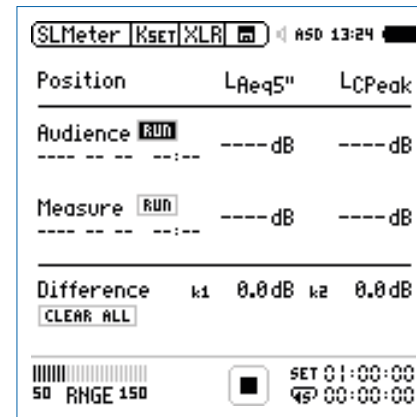 SLMeter KSET XLR ASD 13:24
Position LAeq5" LCPeak
Audience RUN ----dB ----dB
---- -- -- --:--
Measure RUN ----dB ----dB
---- -- -- --:--
Difference k1 0.0dB k2 0.0dB
CLEAR ALL
SET 01:00:00
50 RNGE 150 00:00:00